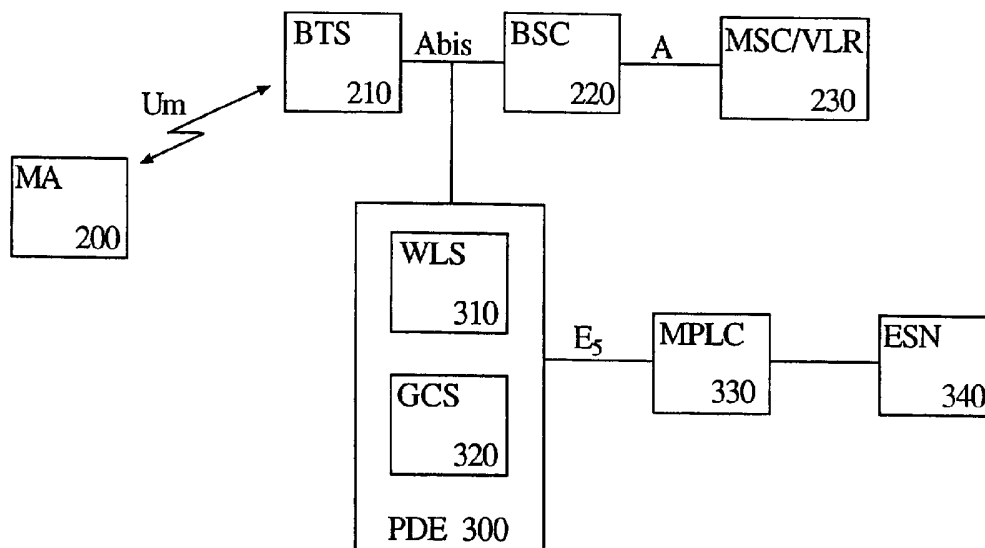 BTS
210
Abis
BSC
220
A
MSC/VLR
230
Um
MA
200
WLS
310
GCS
320
PDE 300
E5
MPLC
330
ESN
340